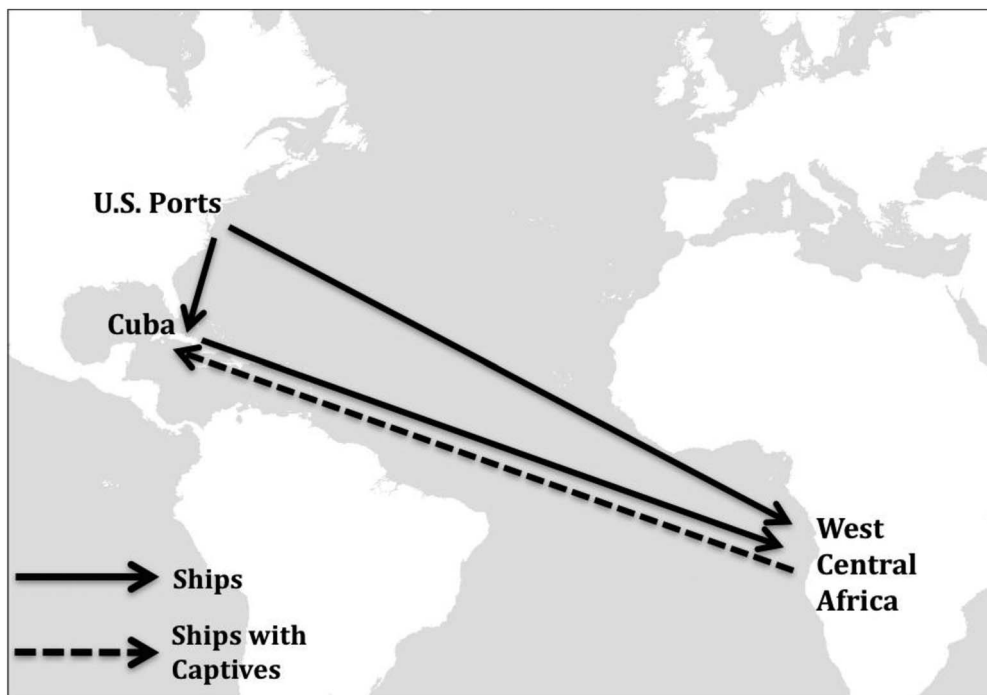 U.S. Ports
Cuba
West
Central
Africa
Ships
Ships with
Captives